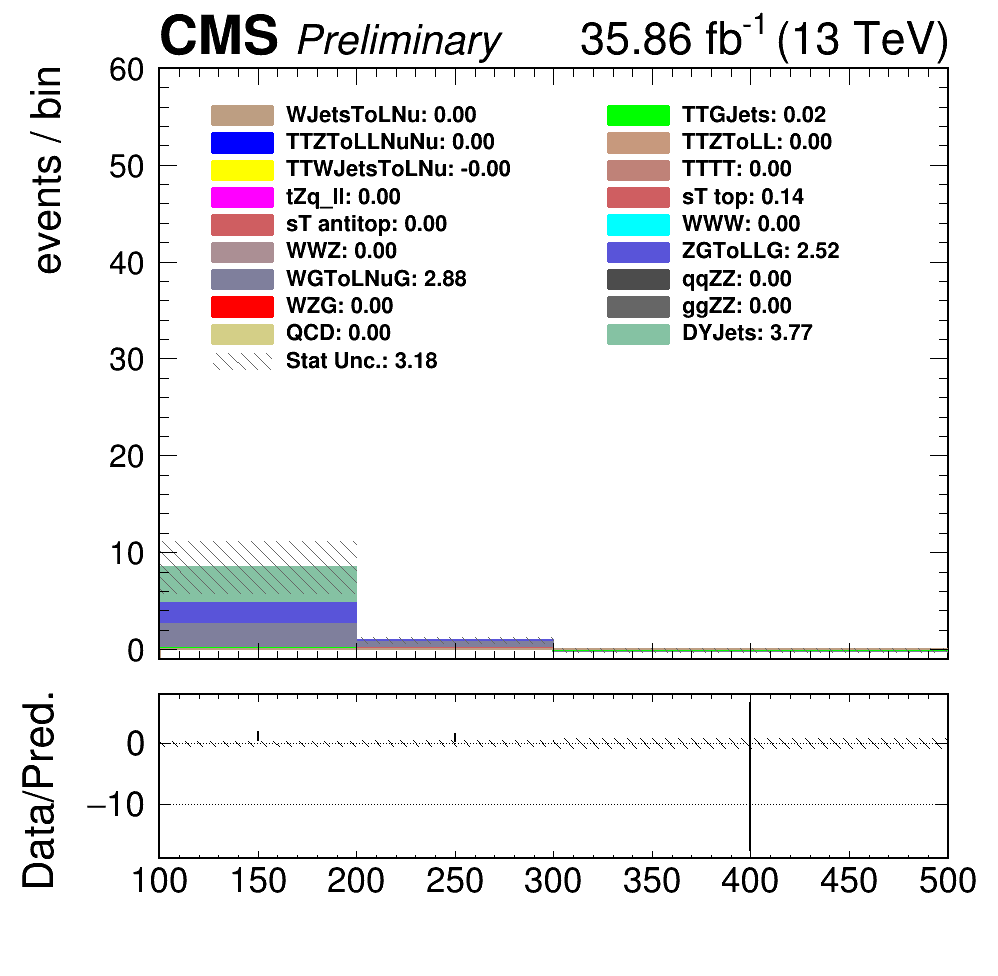 CMS Preliminary 35.86 fb-1 (13 TeV)
events / bin
60
50
40
30
20
10
0
WJetsToLNu: 0.00
TTZToLLNuNu: 0.00
TTWJetsToLNu: -0.00
tZq_ll: 0.00
sT antitop: 0.00
WWZ: 0.00
WGToLNuG: 2.88
WZG: 0.00
QCD: 0.00
Stat Unc.: 3.18
TTGJets: 0.02
TTZToLL: 0.00
TTTT: 0.00
sT top: 0.14
WWW: 0.00
ZGToLLG: 2.52
qqZZ: 0.00
ggZZ: 0.00
DYJets: 3.77
Data/Pred.
0
−10
100 150 200 250 300 350 400 450 500